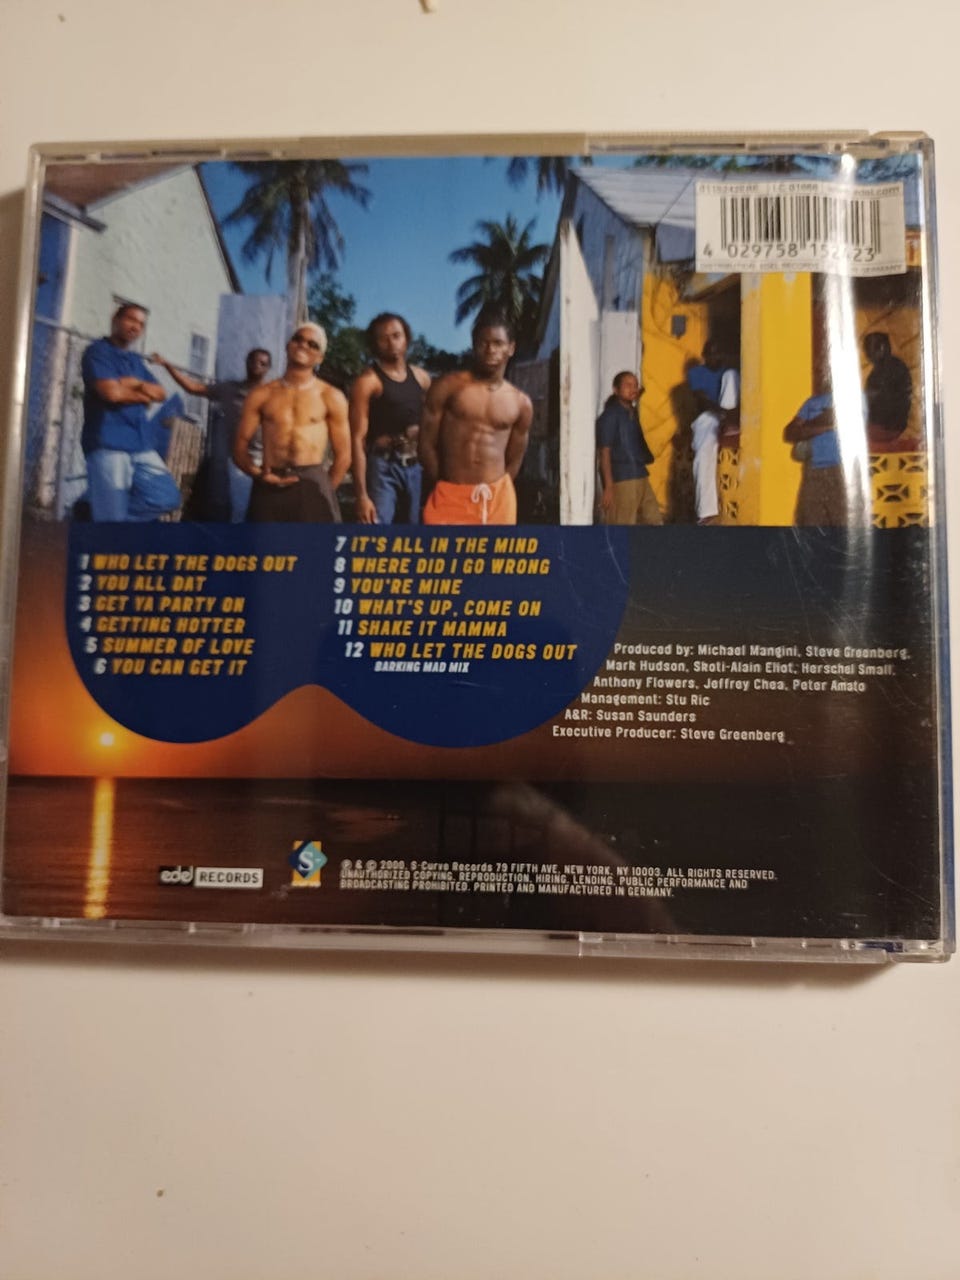 LC 01666
4 029758 152423
1 WHO LET THE DOGS OUT
2 YOU ALL DAT
3 GET YA PARTY ON
4 GETTING HOTTER
5 SUMMER OF LOVE
6 YOU CAN GET IT
7 IT'S ALL IN THE MIND
8 WHERE DID I GO WRONG
9 YOU'RE MINE
10 WHAT'S UP, COME ON
11 SHAKE IT MAMMA
12 WHO LET THE DOGS OUT
BARKING MAD MIX
Produced by: Michael Mangini, Steve Greenberg,
Mark Hudson, Skoti-Alain Eliot, Herschel Small,
Anthony Flowers, Jeffrey Chea, Peter Amato
Management: Stu Ric
A&R: Susan Saunders
Executive Producer: Steve Greenberg
edel RECORDS
S-CURVE
℗ & © 2000, S-Curve Records 79 FIFTH AVE, NEW YORK, NY 10003. ALL RIGHTS RESERVED.
UNAUTHORIZED COPYING, REPRODUCTION, HIRING, LENDING, PUBLIC PERFORMANCE AND
BROADCASTING PROHIBITED. PRINTED AND MANUFACTURED IN GERMANY.